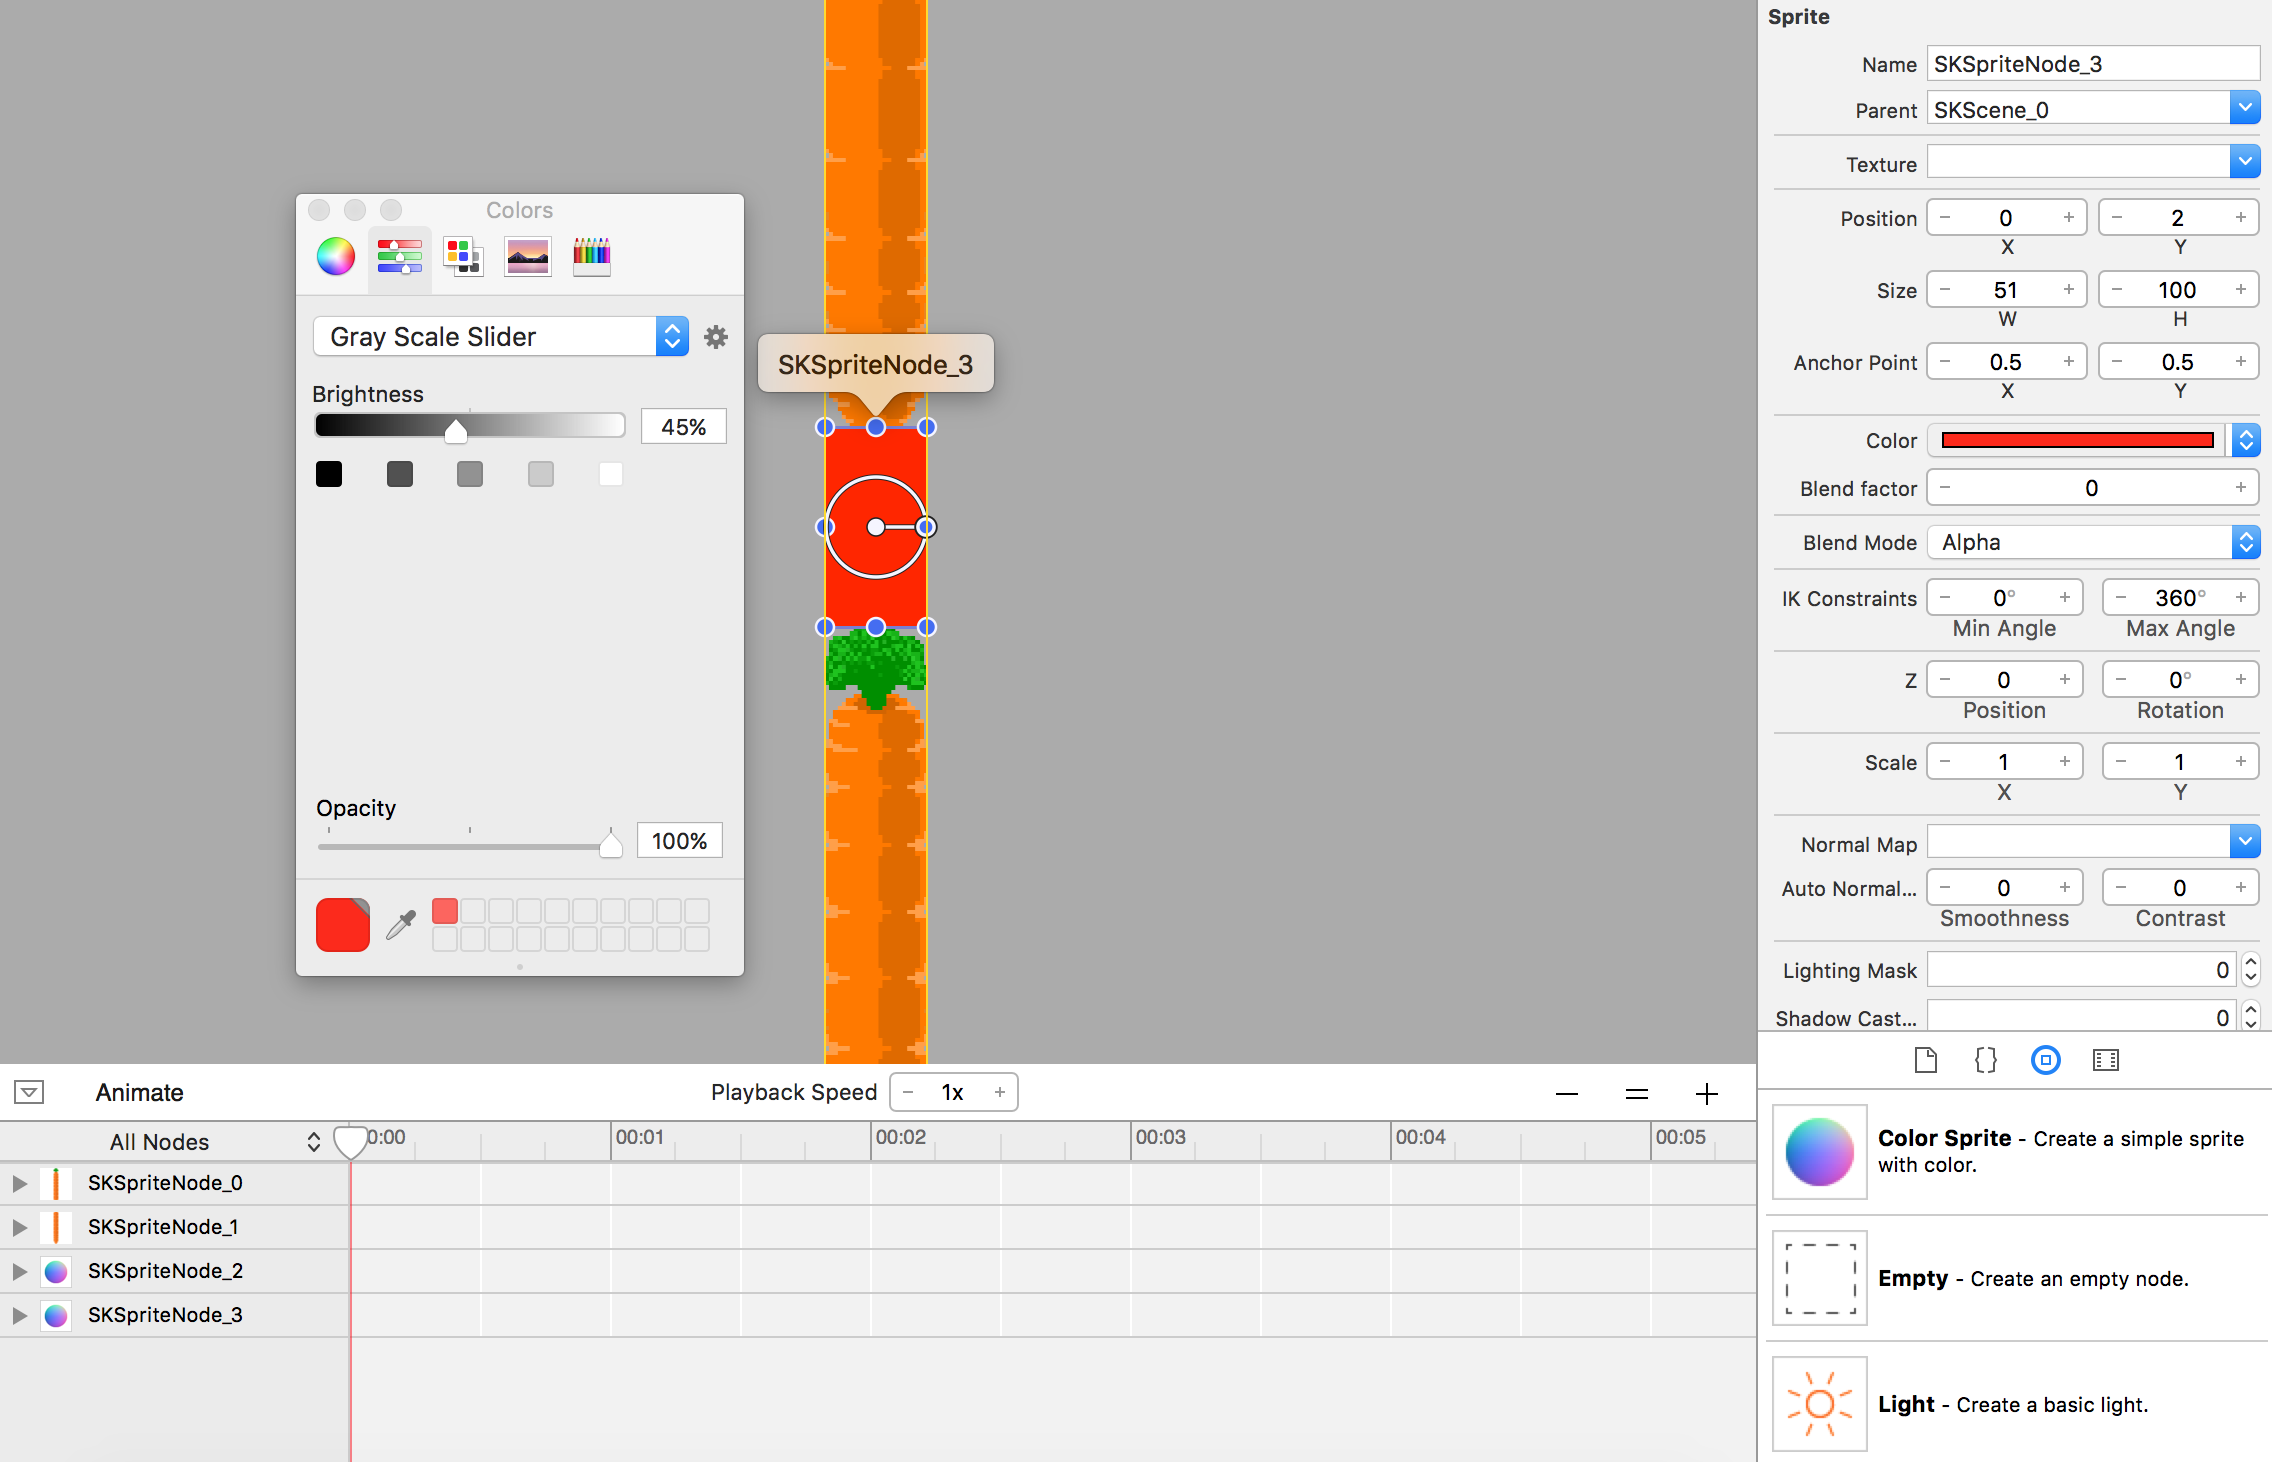 Colors
Gray Scale Slider
Brightness
45%
Opacity
100%
SKSpriteNode_3
Sprite
Name SKSpriteNode_3
Parent SKScene_0
Texture
Position − 0 + − 2 +
X Y
Size − 51 + − 100 +
W H
Anchor Point − 0.5 + − 0.5 +
X Y
Color
Blend factor − 0 +
Blend Mode Alpha
IK Constraints − 0° + − 360° +
Min Angle Max Angle
Z − 0 + − 0° +
Position Rotation
Scale − 1 + − 1 +
X Y
Normal Map
Auto Normal... − 0 + − 0 +
Smoothness Contrast
Lighting Mask 0
Shadow Cast... 0
Animate Playback Speed − 1x +
All Nodes 0:00 00:01 00:02 00:03 00:04 00:05
SKSpriteNode_0
SKSpriteNode_1
SKSpriteNode_2
SKSpriteNode_3
{}
Color Sprite - Create a simple sprite
with color.
Empty - Create an empty node.
Light - Create a basic light.